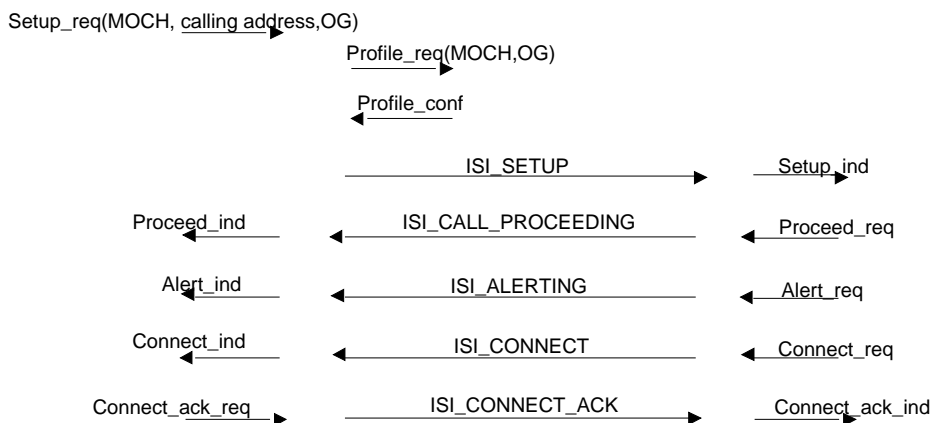 Setup_req(MOCH, calling address,OG)
Profile_req(MOCH,OG)
Profile_conf
ISI_SETUP Setup_ind
Proceed_ind ISI_CALL_PROCEEDING Proceed_req
Alert_ind ISI_ALERTING Alert_req
Connect_ind ISI_CONNECT Connect_req
Connect_ack_req ISI_CONNECT_ACK Connect_ack_ind